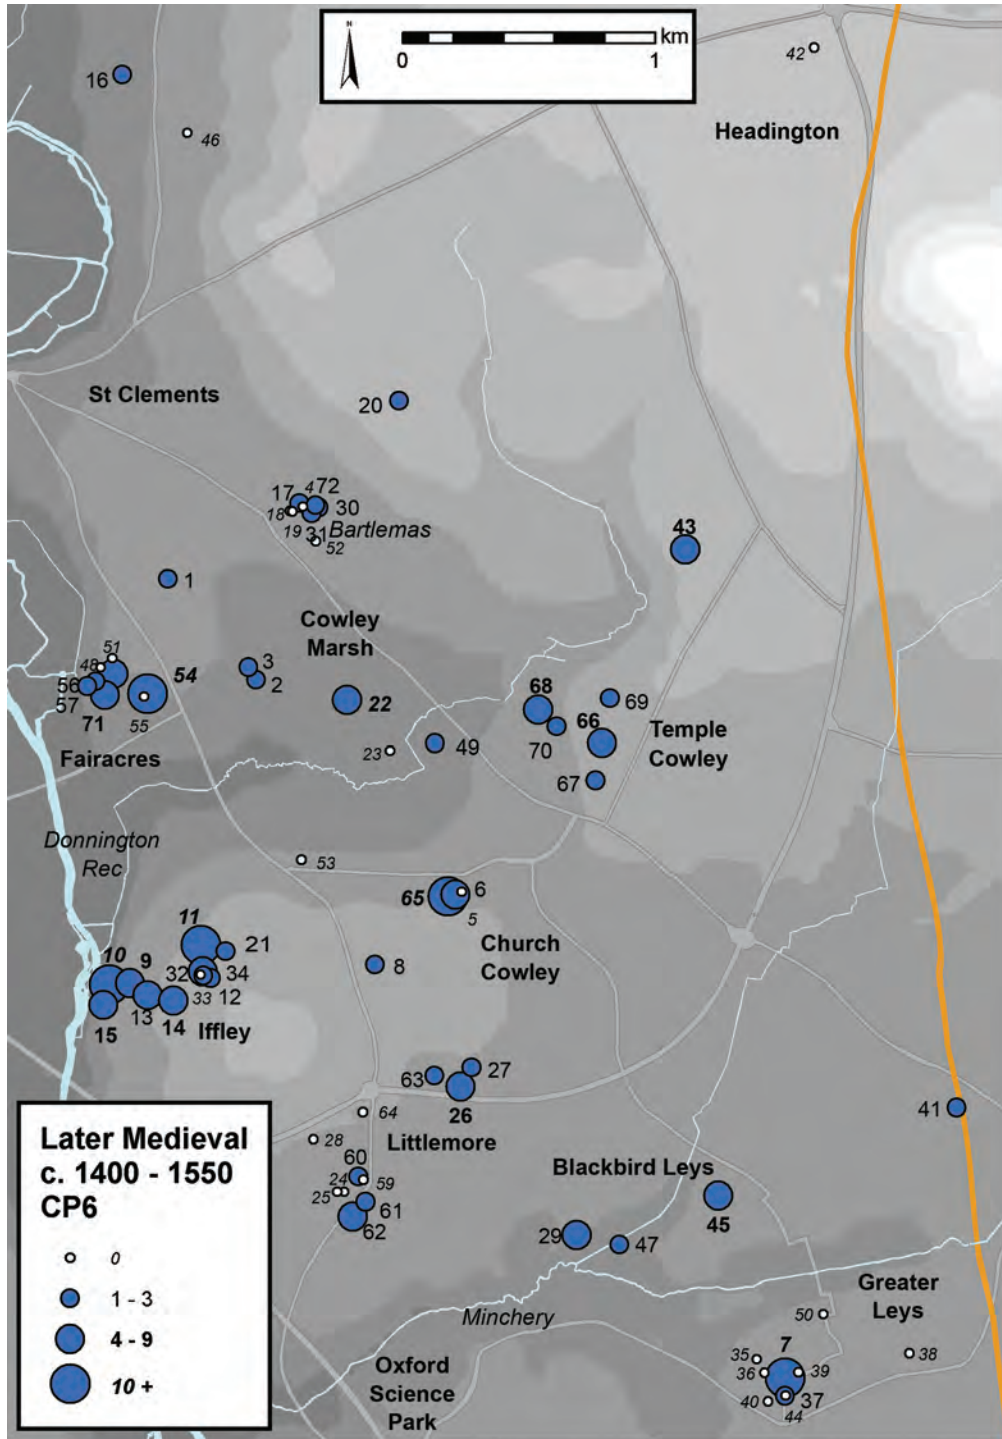 N
km
0
1
16
42
46
Headington
St Clements
20
17
4
72
18
30
19
31
Bartlemas
52
43
1
Cowley
Marsh
51
48
3
54
2
56
57
22
71
55
68
69
66
70
Temple
Cowley
Fairacres
23
49
67
Donnington
Rec
53
65
6
5
11
21
Church
Cowley
10
9
32
34
8
33
12
13
14
15
Iffley
63
27
26
41
64
28
Littlemore
60
Blackbird Leys
24
59
25
61
45
62
29
47
Greater
Leys
50
Minchery
7
38
35
36
39
Oxford
Science
Park
37
40
44
Later Medieval
c. 1400 - 1550
CP6
0
1 - 3
4 - 9
10 +